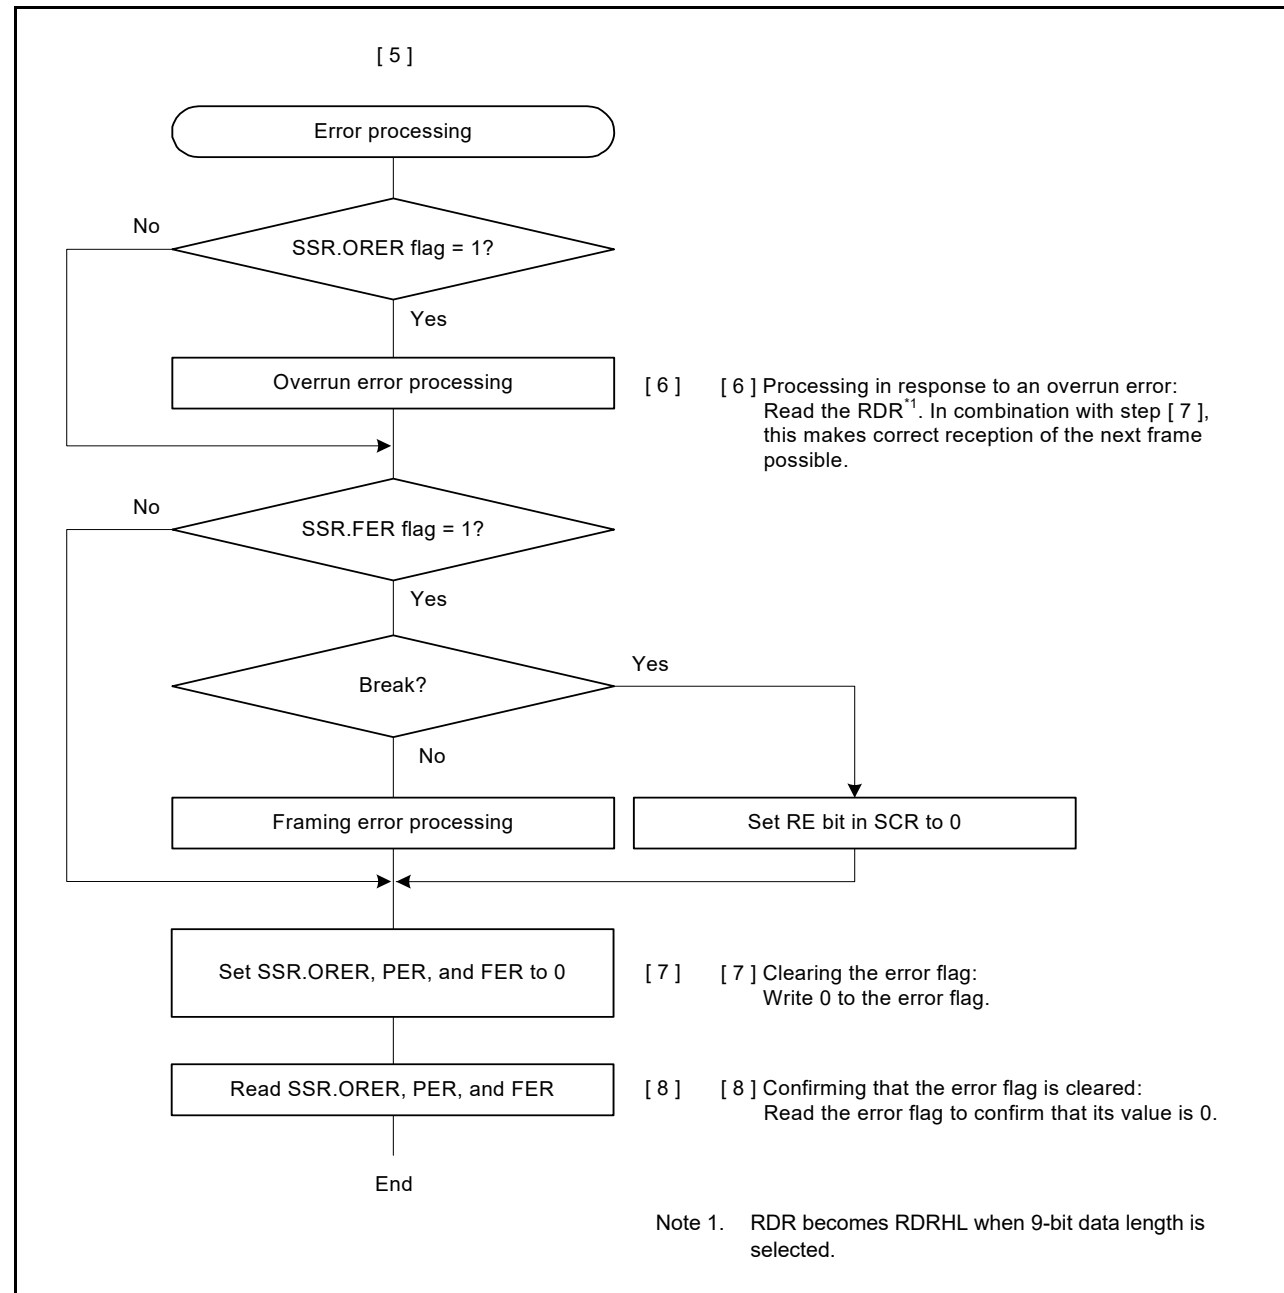 [ 5 ]
Error processing
No
SSR.ORER flag = 1?
Yes
Overrun error processing
[ 6 ]
[ 6 ] Processing in response to an overrun error:
Read the RDR*1. In combination with step [ 7 ],
this makes correct reception of the next frame
possible.
No
SSR.FER flag = 1?
Yes
Break?
Yes
No
Framing error processing
Set RE bit in SCR to 0
Set SSR.ORER, PER, and FER to 0
[ 7 ]
[ 7 ] Clearing the error flag:
Write 0 to the error flag.
Read SSR.ORER, PER, and FER
[ 8 ]
[ 8 ] Confirming that the error flag is cleared:
Read the error flag to confirm that its value is 0.
End
Note 1. RDR becomes RDRHL when 9-bit data length is
selected.